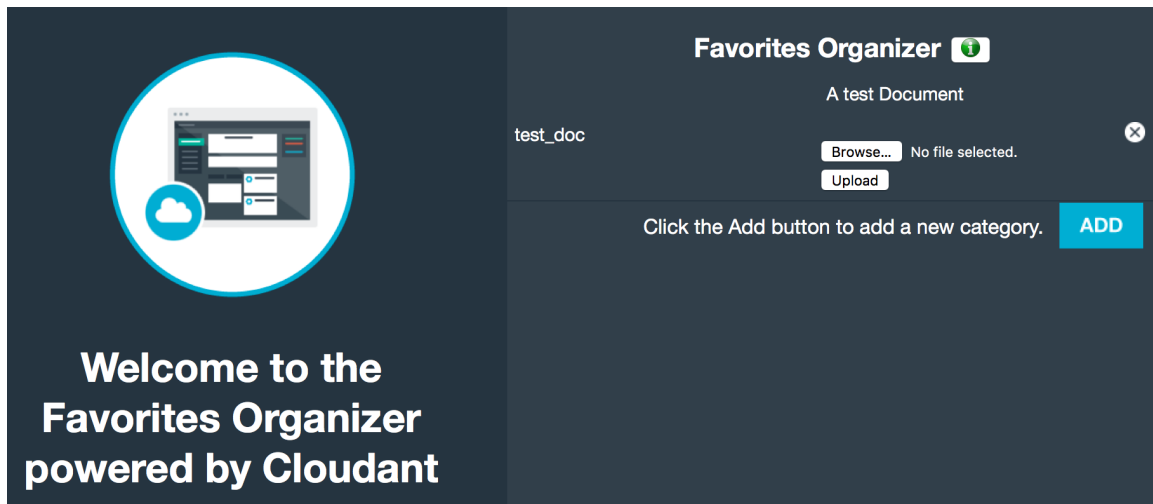 Welcome to the
Favorites Organizer
powered by Cloudant
Favorites Organizer
A test Document
test_doc
Browse... No file selected.
Upload
Click the Add button to add a new category. ADD